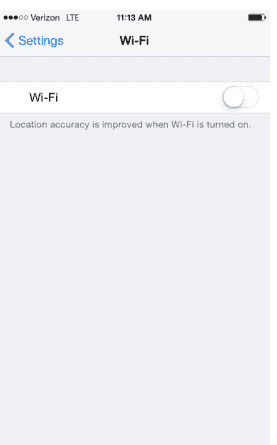 Verizon LTE 11:13 AM
Settings Wi-Fi
Wi-Fi
Location accuracy is improved when Wi-Fi is turned on.